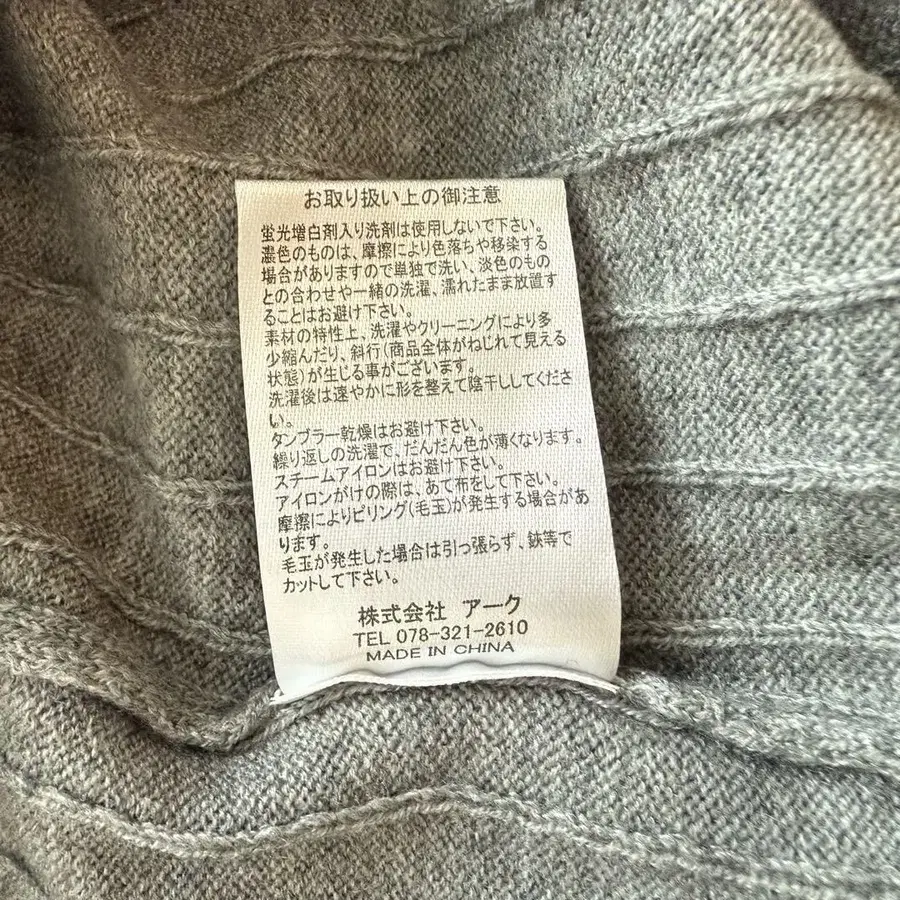 お取り扱い上の御注意
蛍光増白剤入り洗剤は使用しないで下さい。
濃色のものは、摩擦により色落ちや移染する
場合がありますので単独で洗い、淡色のもの
との合わせや一緒の洗濯、濡れたまま放置す
ることはお避け下さい。
素材の特性上、洗濯やクリーニングにより多
少縮んだり、斜行(商品全体がねじれて見える
状態)が生じる事がございます。
洗濯後は速やかに形を整えて陰干ししてくださ
い。
タンブラー乾燥はお避け下さい。
繰り返しの洗濯で、だんだん色が薄くなります。
スチームアイロンはお避け下さい。
アイロンがけの際は、あて布をして下さい。
摩擦によりピリング(毛玉)が発生する場合があ
ります。
毛玉が発生した場合は引っ張らず、鋏等で
カットして下さい。
株式会社 アーク
TEL 078-321-2610
MADE IN CHINA